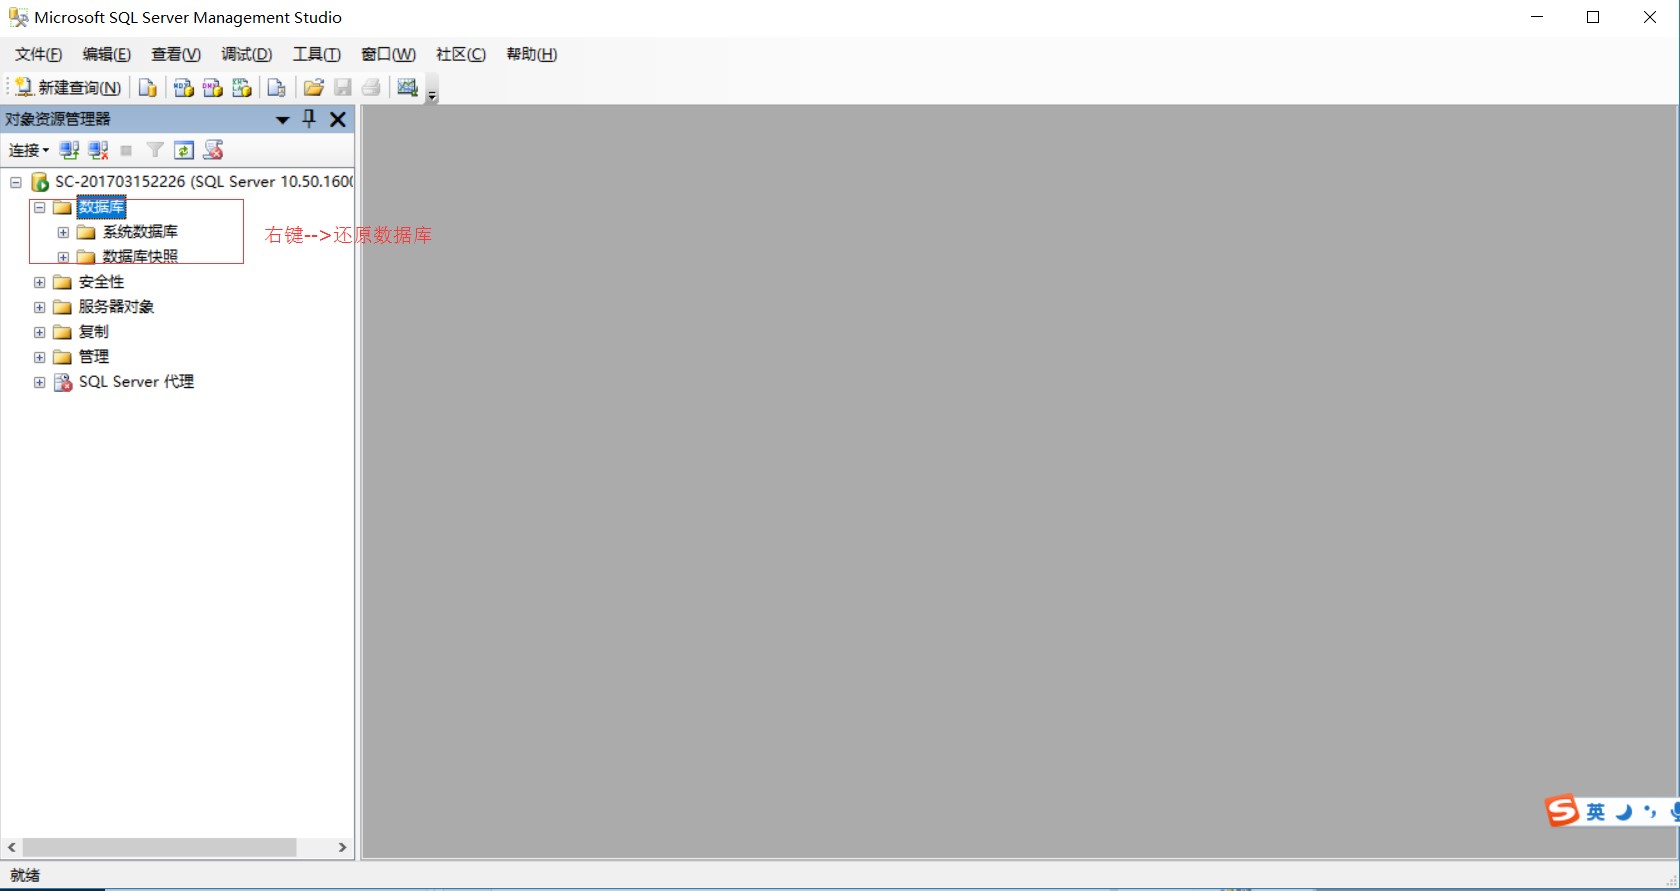 Microsoft SQL Server Management Studio
文件(F) 编辑(E) 查看(V) 调试(D) 工具(T) 窗口(W) 社区(C) 帮助(H)
新建查询(N)
对象资源管理器
连接
SC-201703152226 (SQL Server 10.50.160
数据库
系统数据库
右键-->还原数据库
数据库快照
安全性
服务器对象
复制
管理
SQL Server 代理
英
就绪